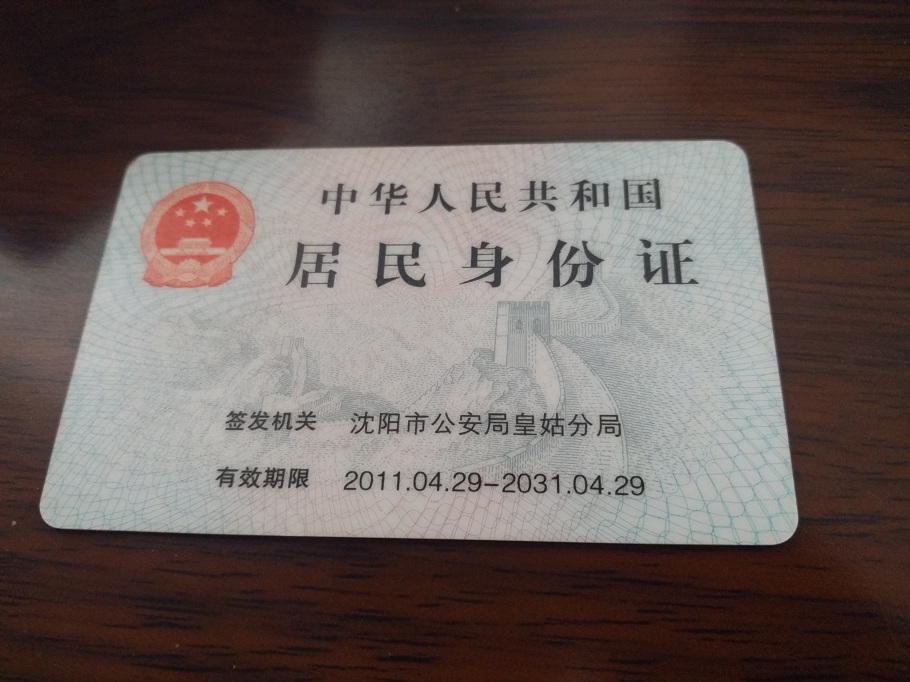 中华人民共和国
居民身份证
签发机关 沈阳市公安局皇姑分局
有效期限 2011.04.29-2031.04.29